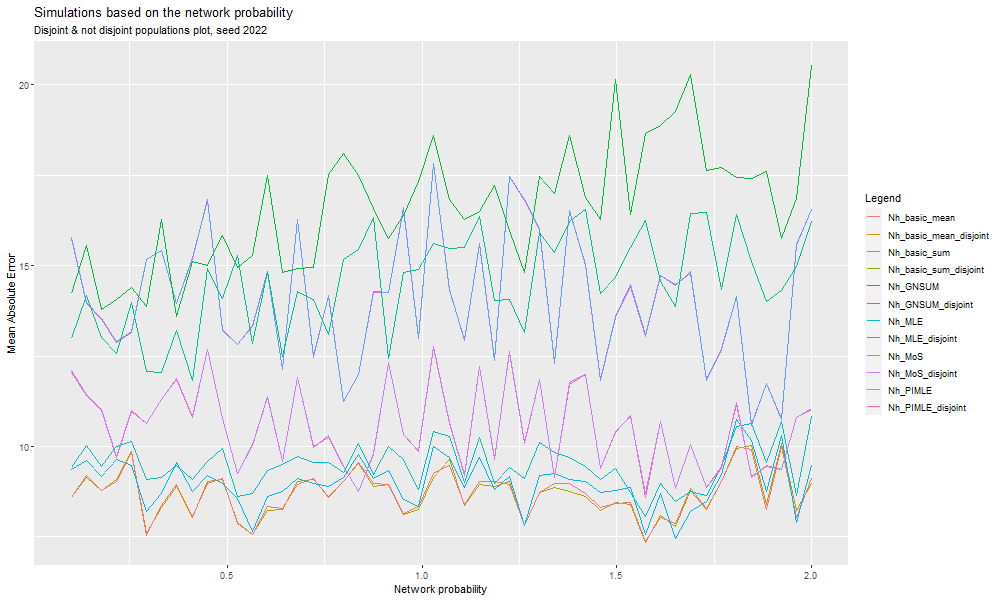 Simulations based on the network probability
Disjoint & not disjoint populations plot, seed 2022
Mean Absolute Error
20
15
10
0.5
1.0
1.5
2.0
Network probability
Legend
Nh_basic_mean
Nh_basic_mean_disjoint
Nh_basic_sum
Nh_basic_sum_disjoint
Nh_GNSUM
Nh_GNSUM_disjoint
Nh_MLE
Nh_MLE_disjoint
Nh_MoS
Nh_MoS_disjoint
Nh_PIMLE
Nh_PIMLE_disjoint